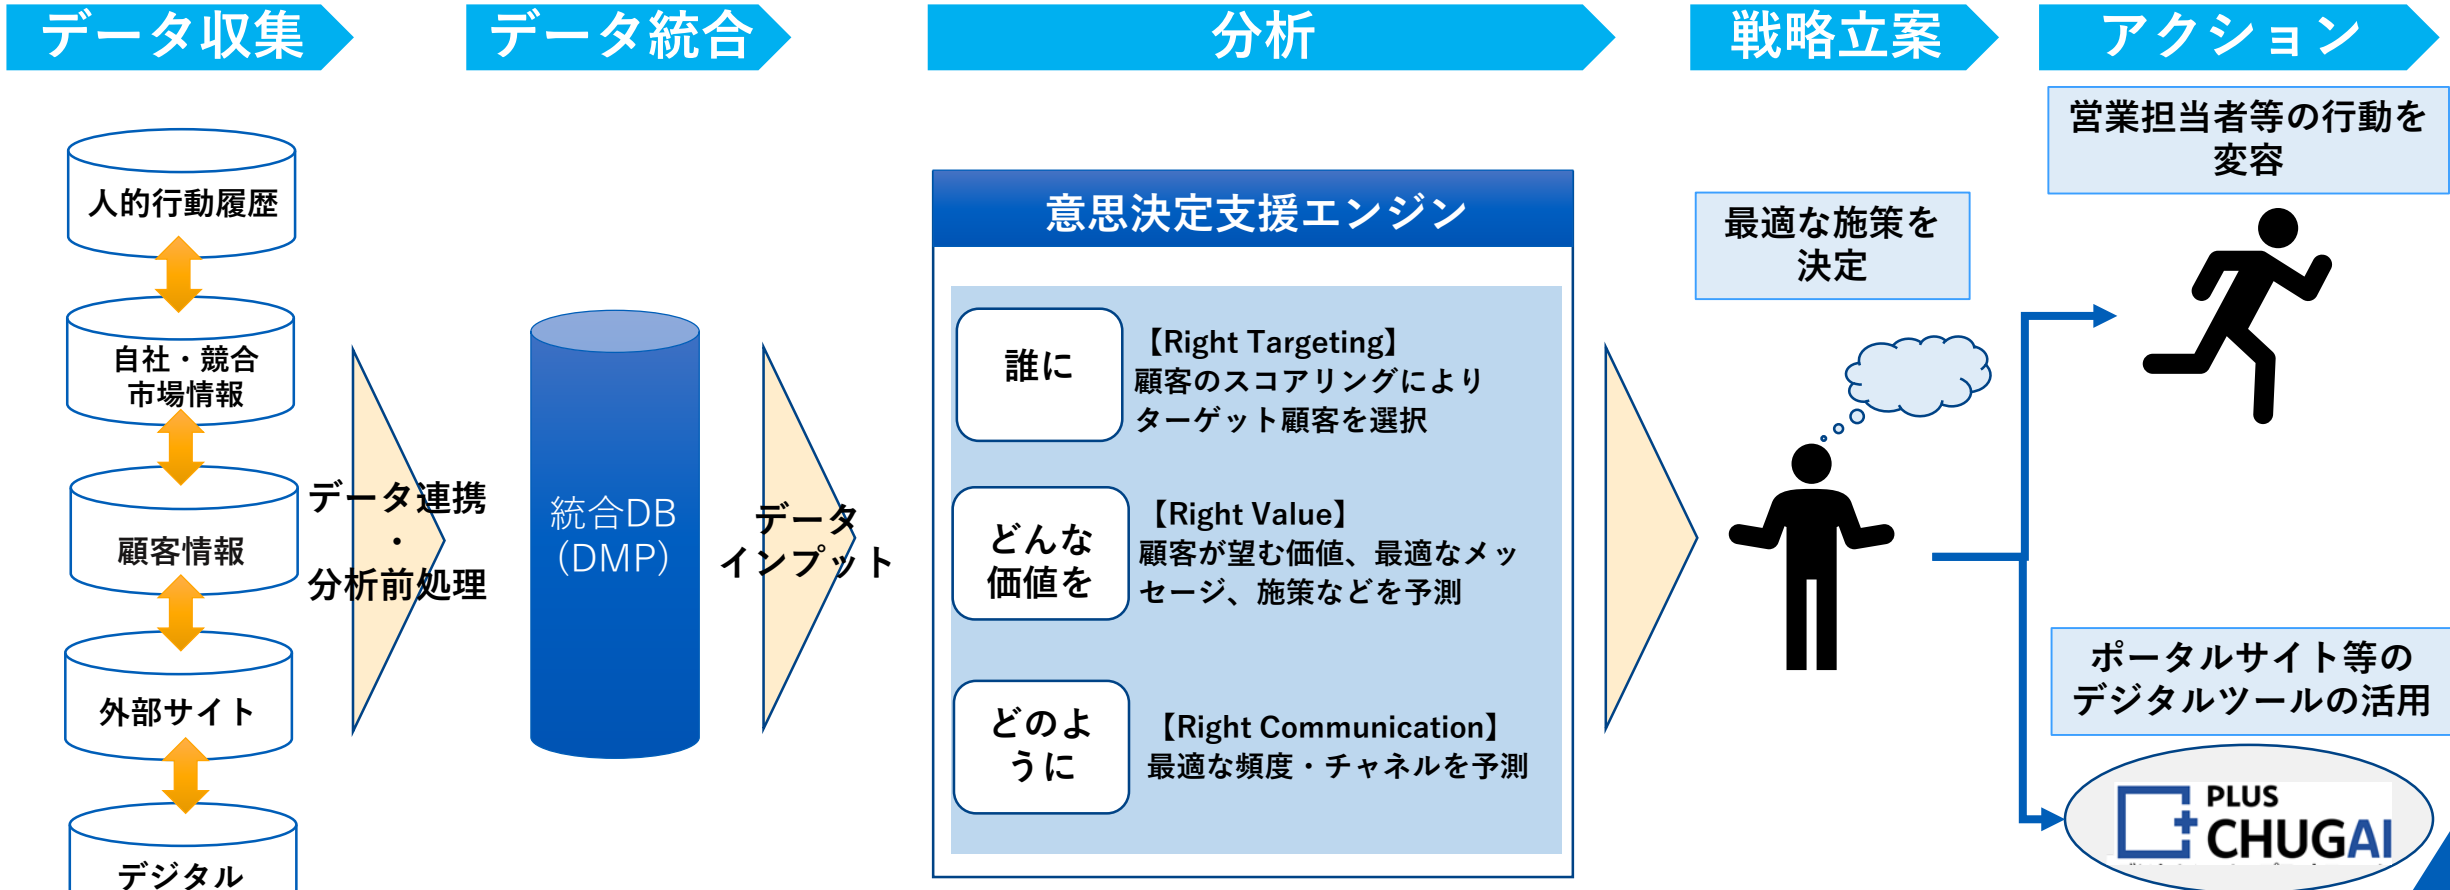 データ収集
データ統合
分析
戦略立案
アクション
人的行動履歴
自社・競合
市場情報
顧客情報
外部サイト
デジタル
データ連携
・
分析前処理
統合DB
（DMP）
データ
インプット
意思決定支援エンジン
誰に
【Right Targeting】
顧客のスコアリングにより
ターゲット顧客を選択
どんな
価値を
【Right Value】
顧客が望む価値、最適なメッ
セージ、施策などを予測
どのよ
うに
【Right Communication】
最適な頻度・チャネルを予測
最適な施策を
決定
営業担当者等の行動を
変容
ポータルサイト等の
デジタルツールの活用
PLUS
CHUGAI